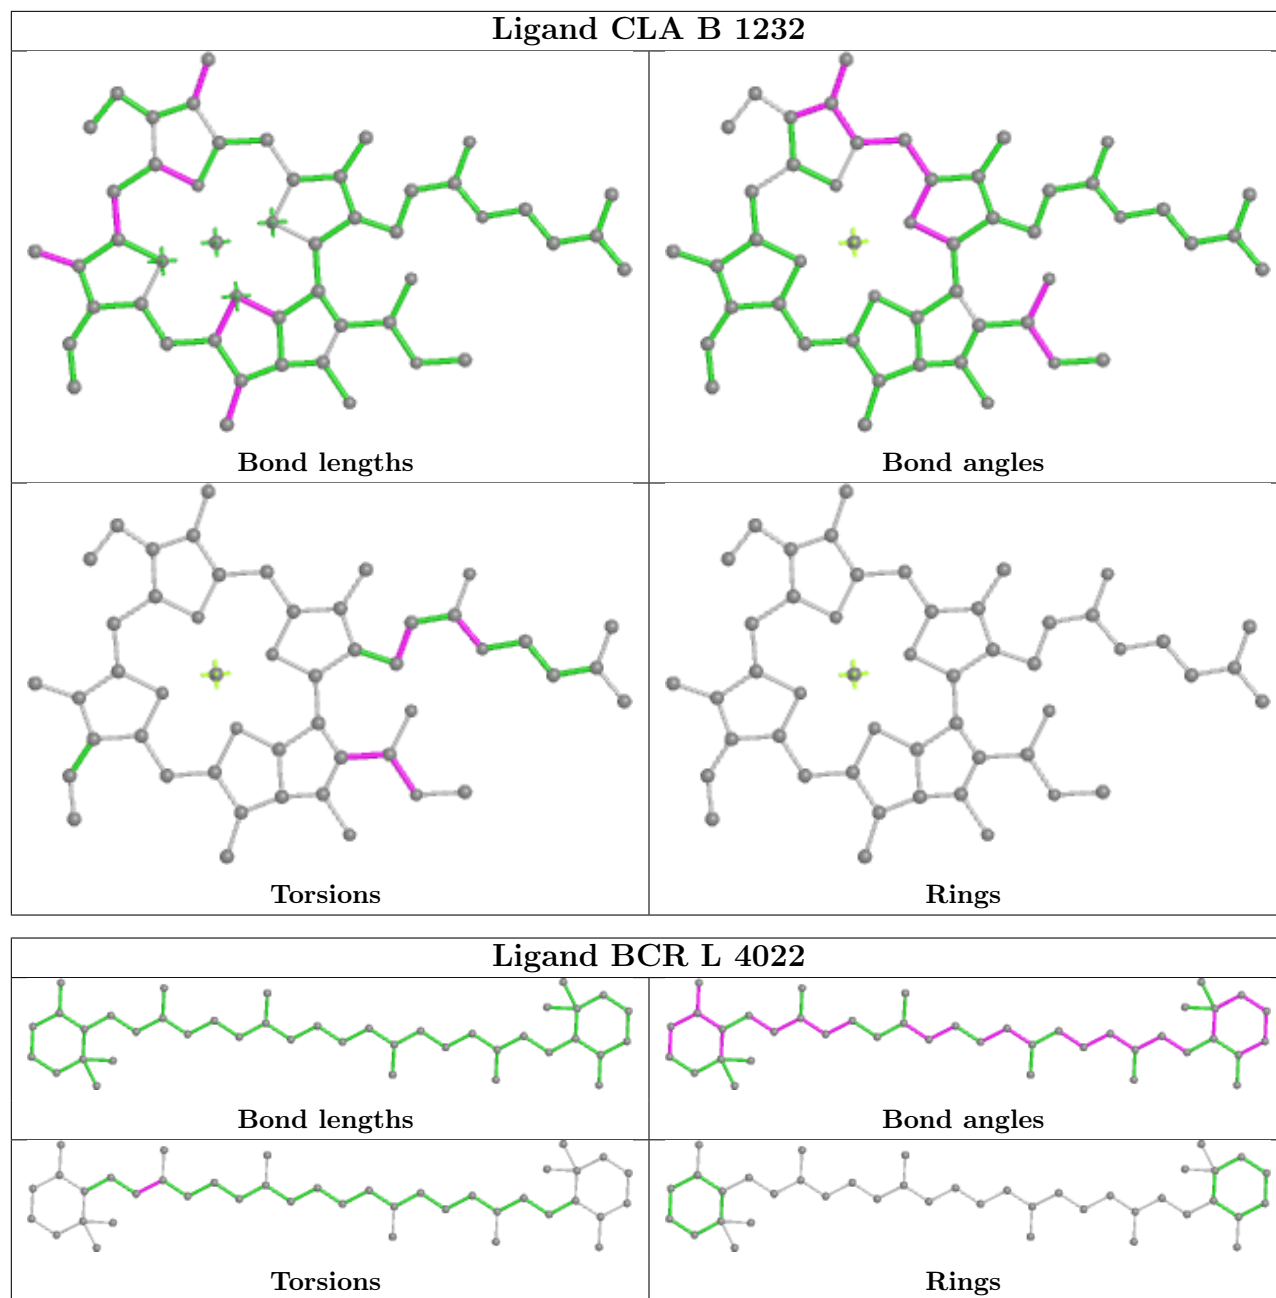 Ligand CLA B 1232
Bond lengths
Bond angles
Torsions
Rings
Ligand BCR L 4022
Bond lengths
Bond angles
Torsions
Rings